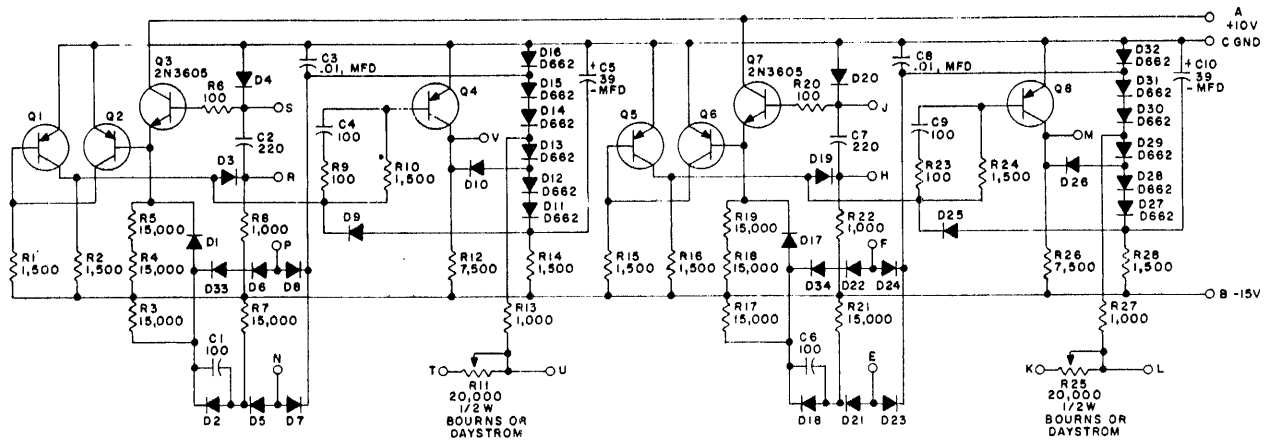 A
+10V
C GND
Q3
2N3605
D4
R6
100
S
C3
.01, MFD
Q4
D16
D662
+C5
39
-MFD
D15
D662
D14
D662
D13
D662
D12
D662
D11
D662
Q1
Q2
C2
220
D3
R
C4
100
R9
100
R10
1,500
V
D10
D9
R5
15,000
R4
15,000
R3
15,000
D1
R8
1,000
P
R1
1,500
R2
1,500
D33
D6
D8
R7
15,000
R12
7,500
R14
1,500
R13
1,000
C1
100
N
D2
D5
D7
T
R11
20,000
1/2W
BOURNS OR
DAYSTROM
U
Q7
2N3605
D20
R20
100
J
C8
.01, MFD
Q8
D32
D662
+C10
39
-MFD
D31
D662
D30
D662
D29
D662
D28
D662
D27
D662
Q5
Q6
C7
220
D19
H
C9
100
R23
100
R24
1,500
M
D26
D25
R19
15,000
R18
15,000
R17
15,000
D17
R22
1,000
F
R15
1,500
R16
1,500
D34
D22
D24
R21
15,000
R26
7,500
R28
1,500
B -15V
R27
1,000
C6
100
E
D18
D21
D23
K
R25
20,000
1/2W
BOURNS OR
DAYSTROM
L